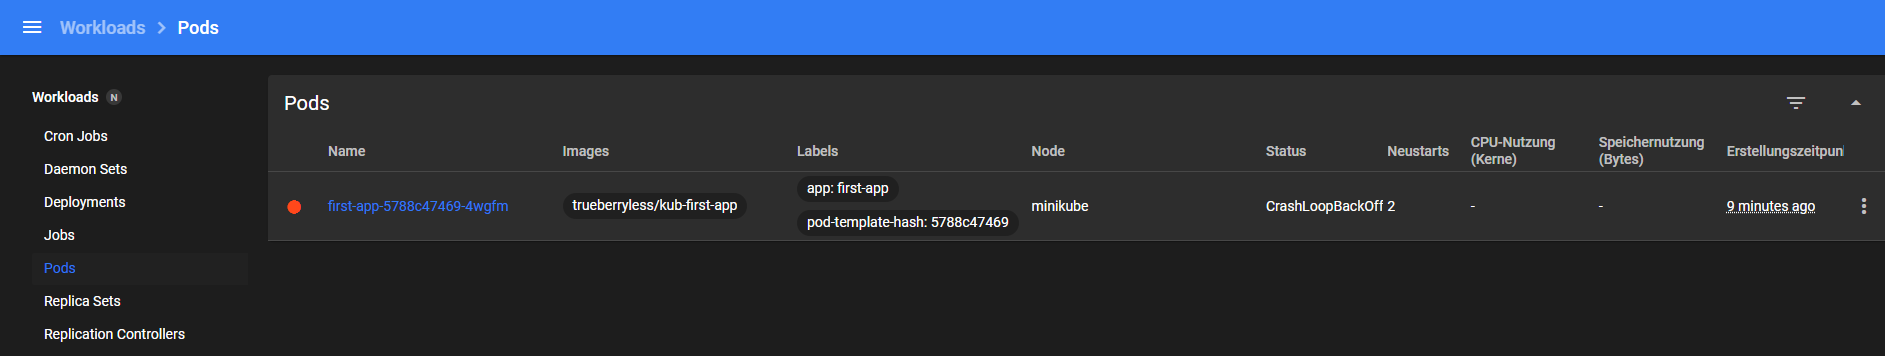 Workloads > Pods
Workloads N
Cron Jobs
Daemon Sets
Deployments
Jobs
Pods
Replica Sets
Replication Controllers
Pods
Name Images Labels Node Status Neustarts CPU-Nutzung (Kerne) Speichernutzung (Bytes) Erstellungszeitpun
first-app-5788c47469-4wgfm trueberryless/kub-first-app app: first-app minikube CrashLoopBackOff 2 - - 9 minutes ago
pod-template-hash: 5788c47469